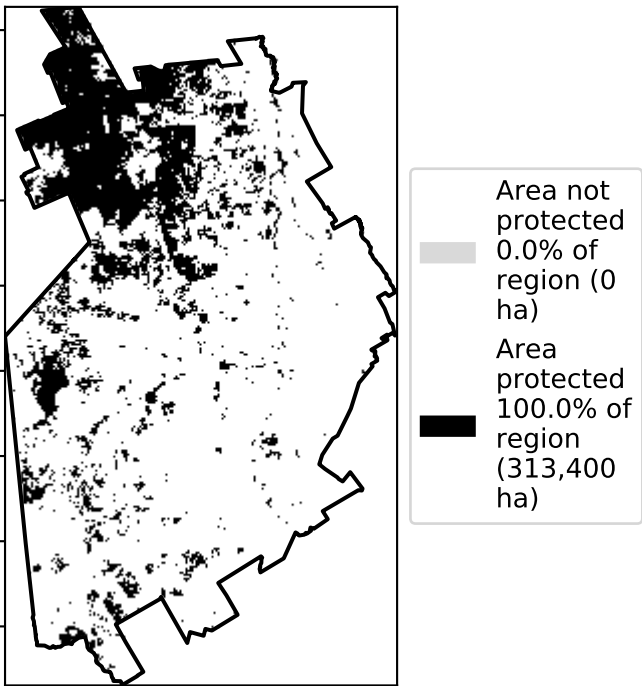 Area not
protected
0.0% of
region (0
ha)
Area
protected
100.0% of
region
(313,400
ha)